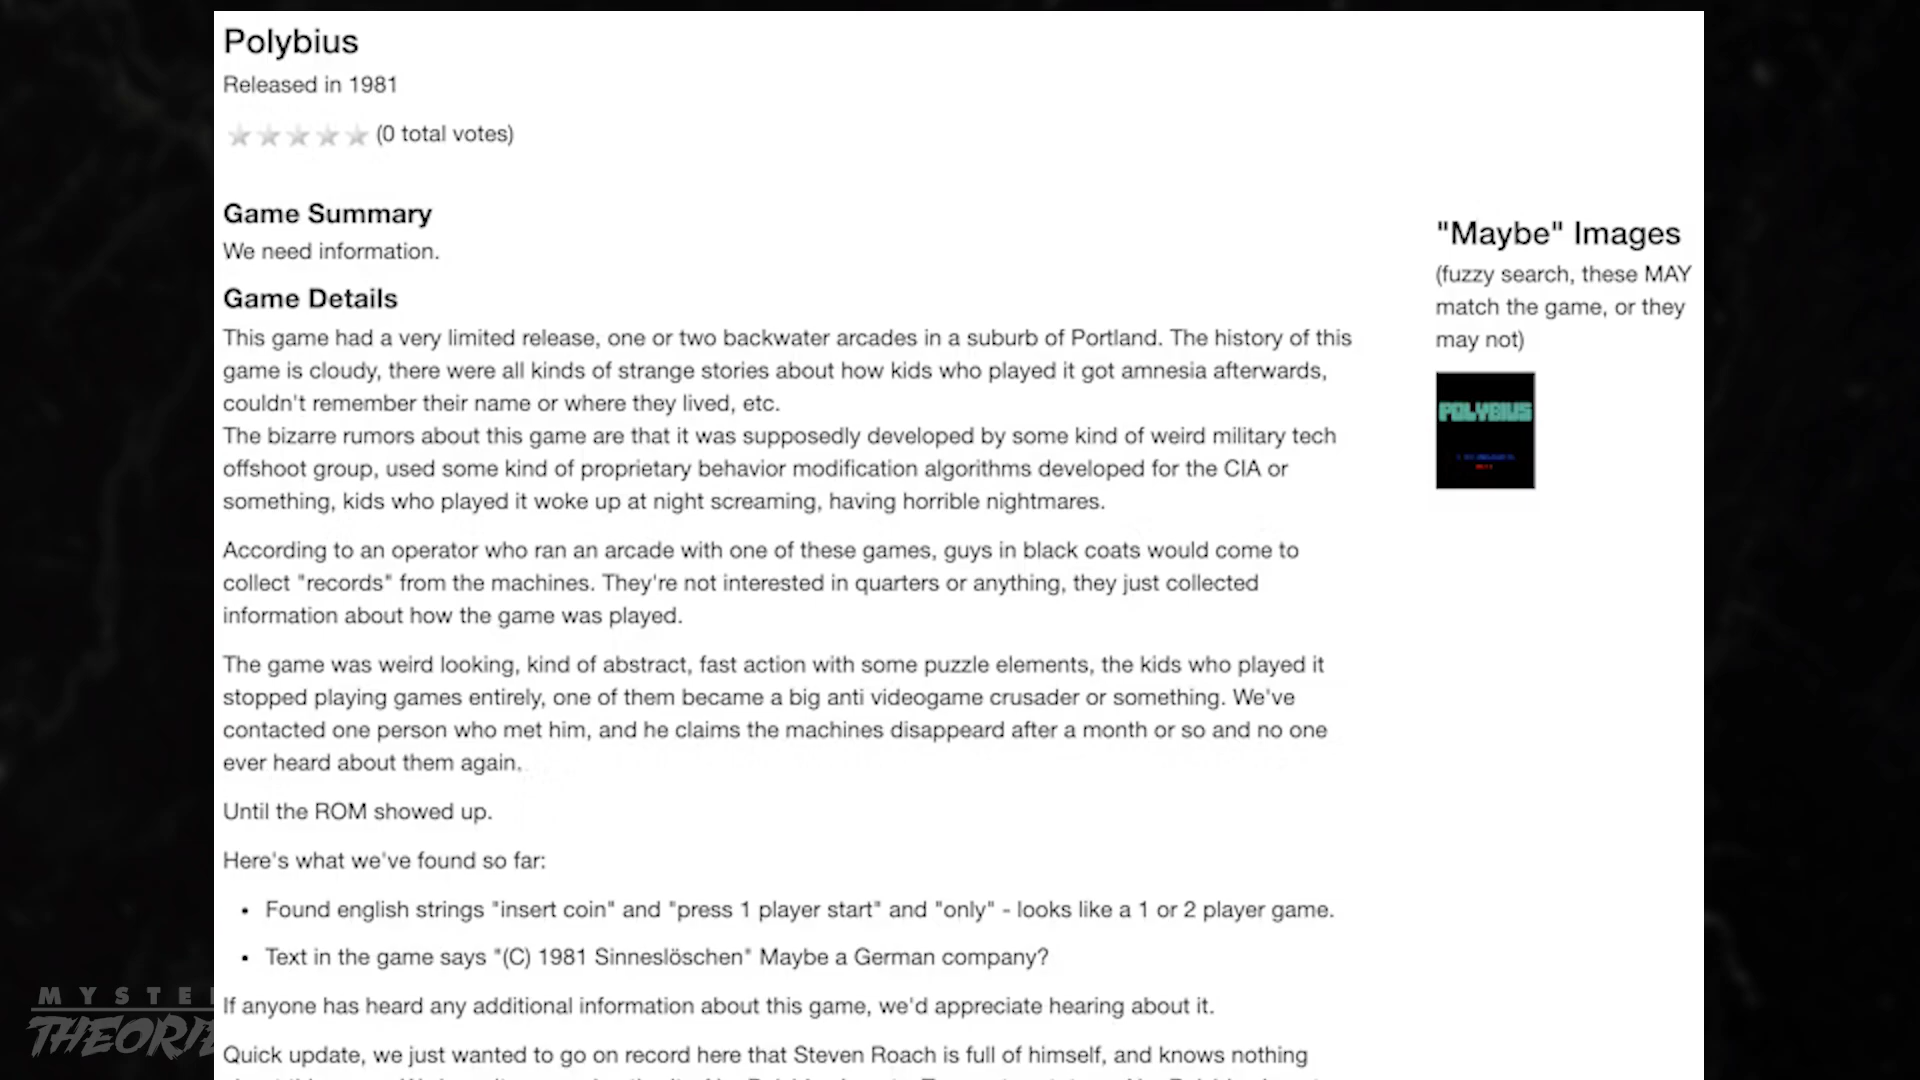 Polybius
Released in 1981
(0 total votes)
Game Summary
We need information.
Game Details
This game had a very limited release, one or two backwater arcades in a suburb of Portland. The history of this
game is cloudy, there were all kinds of strange stories about how kids who played it got amnesia afterwards,
couldn't remember their name or where they lived, etc.
The bizarre rumors about this game are that it was supposedly developed by some kind of weird military tech
offshoot group, used some kind of proprietary behavior modification algorithms developed for the CIA or
something, kids who played it woke up at night screaming, having horrible nightmares.
According to an operator who ran an arcade with one of these games, guys in black coats would come to
collect "records" from the machines. They're not interested in quarters or anything, they just collected
information about how the game was played.
The game was weird looking, kind of abstract, fast action with some puzzle elements, the kids who played it
stopped playing games entirely, one of them became a big anti videogame crusader or something. We've
contacted one person who met him, and he claims the machines disappeard after a month or so and no one
ever heard about them again.
Until the ROM showed up.
Here's what we've found so far:
• Found english strings "insert coin" and "press 1 player start" and "only" - looks like a 1 or 2 player game.
• Text in the game says "(C) 1981 Sinneslöschen" Maybe a German company?
If anyone has heard any additional information about this game, we'd appreciate hearing about it.
Quick update, we just wanted to go on record here that Steven Roach is full of himself, and knows nothing
"Maybe" Images
(fuzzy search, these MAY
match the game, or they
may not)
POLYBIUS
MYSTE
THEORI